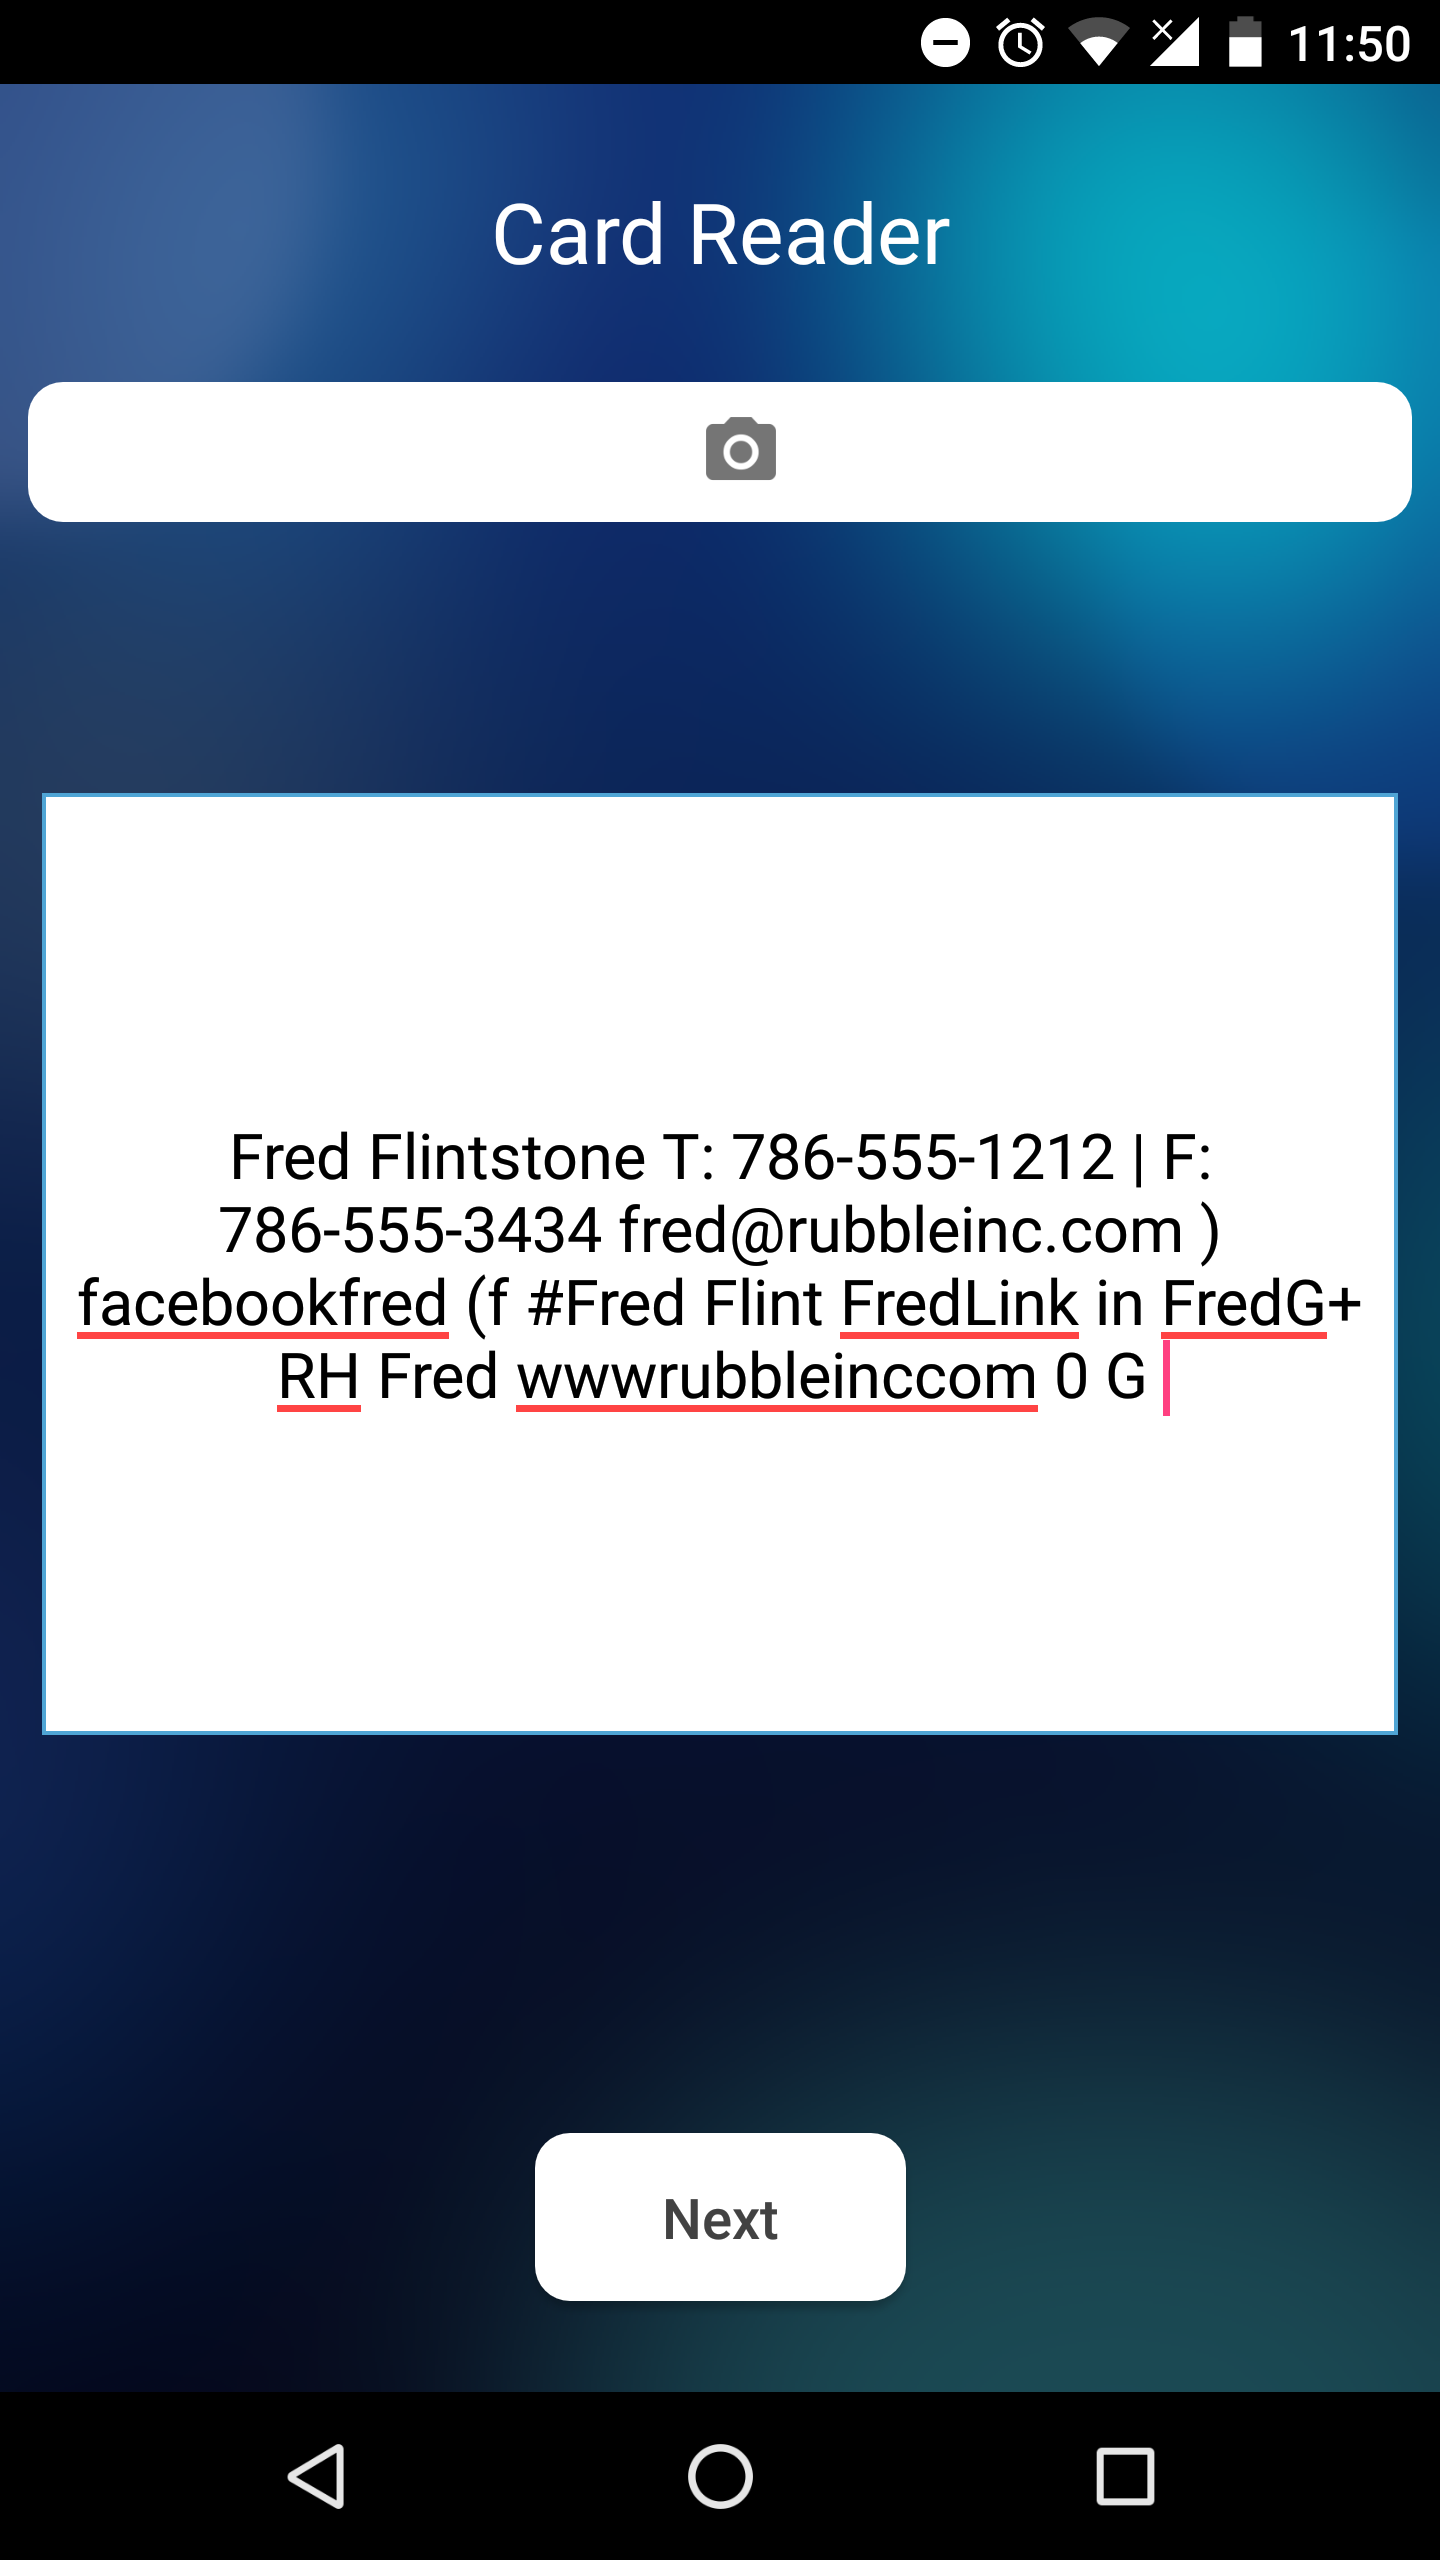 11:50
Card Reader
Fred Flintstone T: 786-555-1212 | F:
786-555-3434 fred@rubbleinc.com )
facebookfred (f #Fred Flint FredLink in FredG+
RH Fred wwwrubbleinccom 0 G
Next